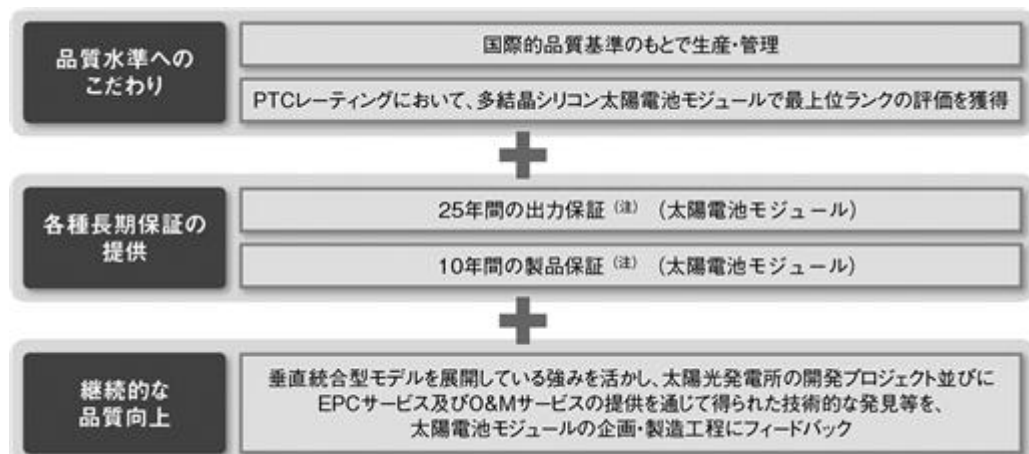 品質水準への
こだわり
国際的品質基準のもとで生産・管理
PTCレーティングにおいて、多結晶シリコン太陽電池モジュールで最上位ランクの評価を獲得
各種長期保証の
提供
25年間の出力保証（注）（太陽電池モジュール）
10年間の製品保証（注）（太陽電池モジュール）
継続的な
品質向上
垂直統合型モデルを展開している強みを活かし、太陽光発電所の開発プロジェクト並びに
EPCサービス及びO&Mサービスの提供を通じて得られた技術的な発見等を、
太陽電池モジュールの企画・製造工程にフィードバック